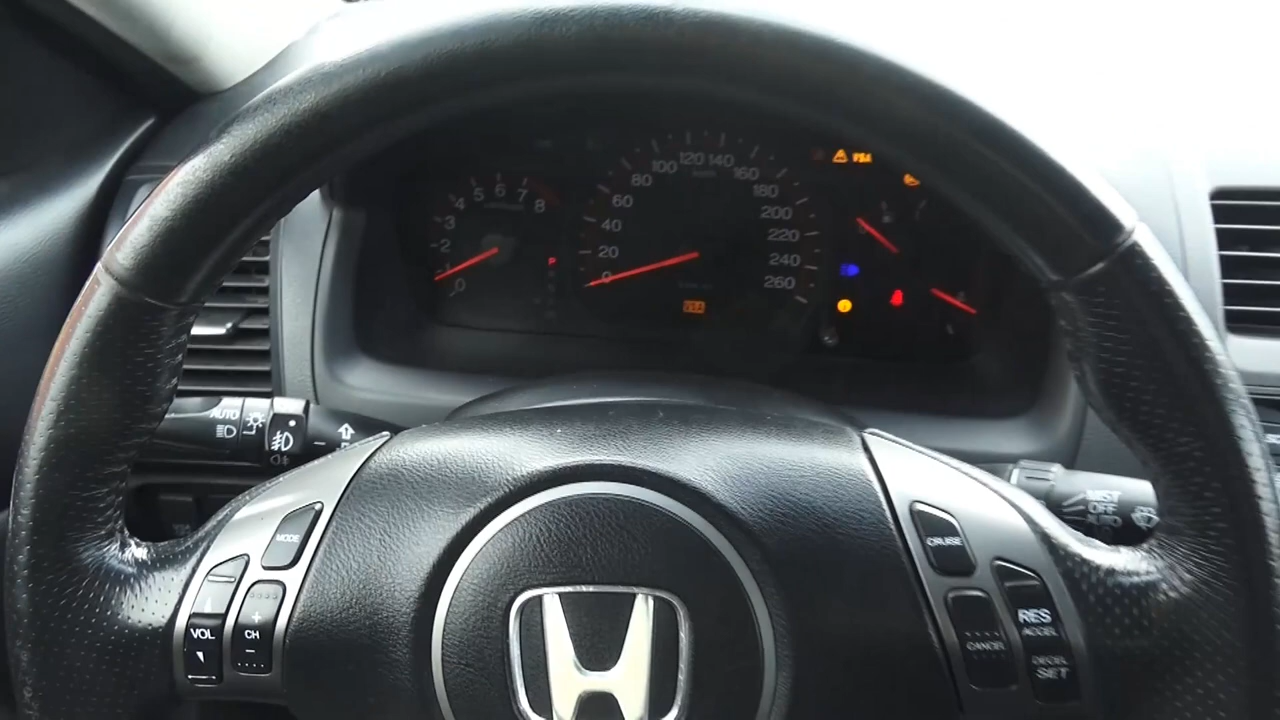 0
2
3
4
5
6
7
8
P
0
20
40
60
80
100
120
140
160
180
200
220
240
260
km/h
VSA
AUTO
MODE
VOL
+
CH
-
CRUISE
CANCEL
RES
ACCEL
DECEL
SET
MIST
OFF
AUTO